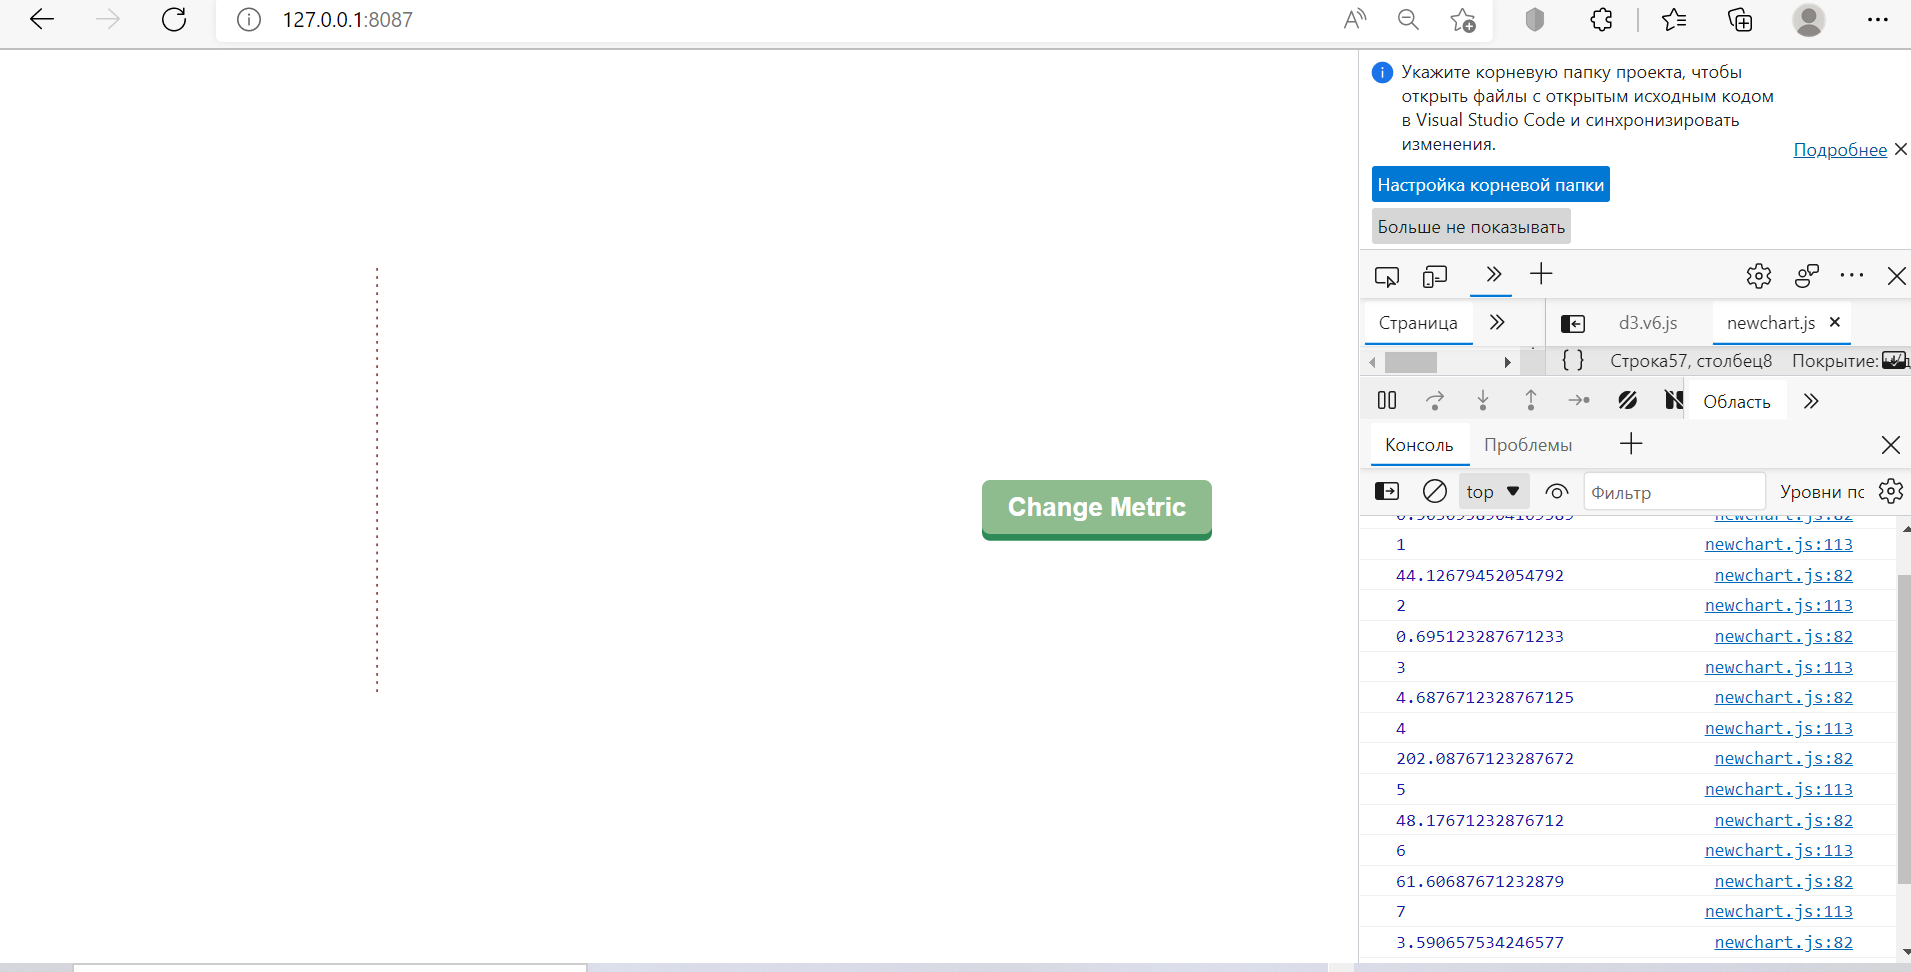 127.0.0.1:8087
Укажите корневую папку проекта, чтобы
открыть файлы с открытым исходным кодом
в Visual Studio Code и синхронизировать
изменения.
Подробнее
Настройка корневой папки
Больше не показывать
Страница
d3.v6.js
newchart.js
{ } Строка57, столбец8 Покрытие:
Область
Консоль Проблемы
top Фильтр Уровни пс
1 newchart.js:113
44.12679452054792 newchart.js:82
2 newchart.js:113
0.695123287671233 newchart.js:82
3 newchart.js:113
4.6876712328767125 newchart.js:82
4 newchart.js:113
202.08767123287672 newchart.js:82
5 newchart.js:113
48.17671232876712 newchart.js:82
6 newchart.js:113
61.60687671232879 newchart.js:82
7 newchart.js:113
3.590657534246577 newchart.js:82
Change Metric